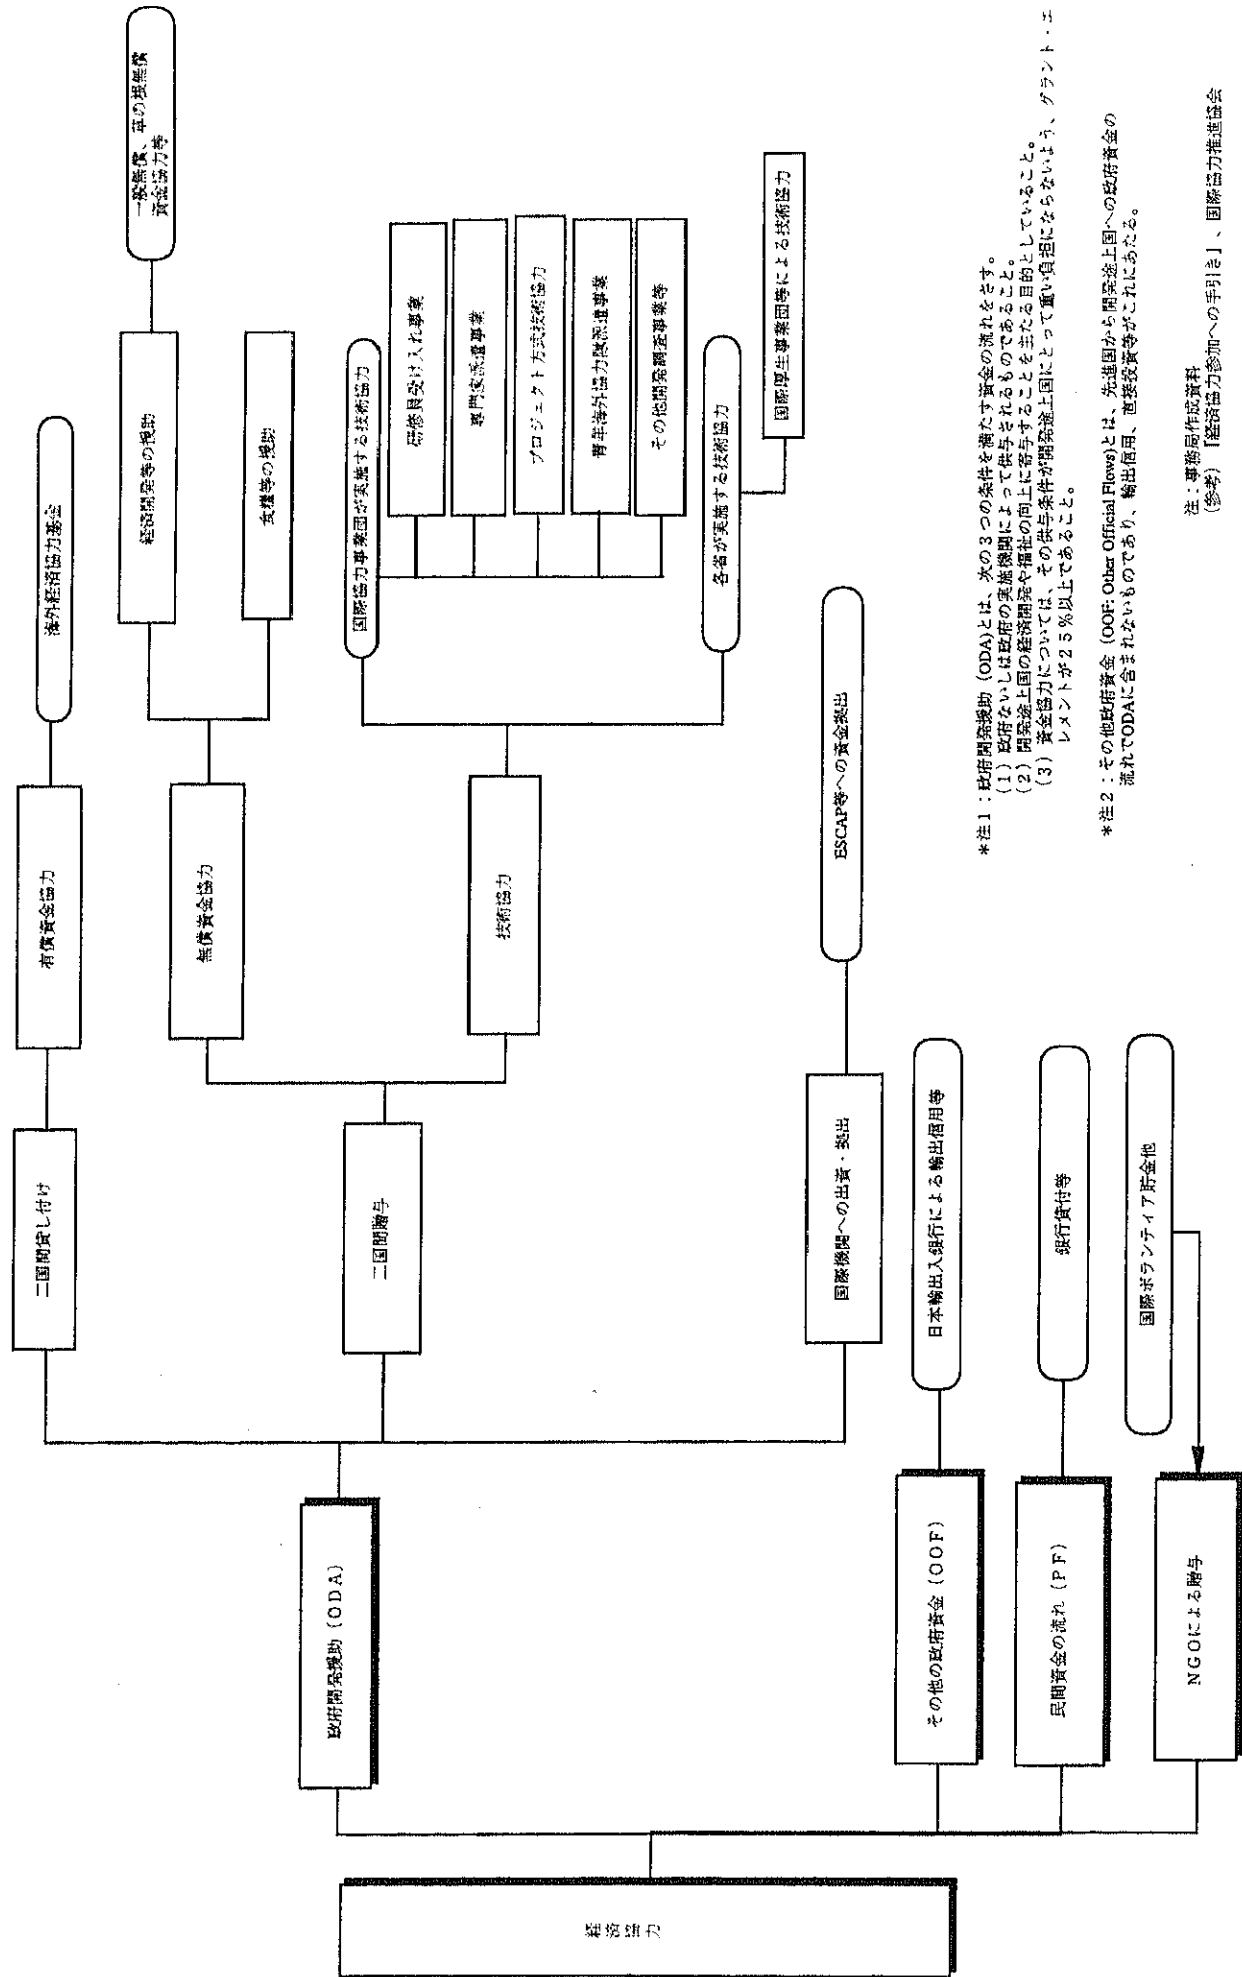 経済協力
政府開発援助（ODA）
その他の政府資金（OOF）
民間資金の流れ（PF）
NGOによる贈与
二国間貸し付け
二国間贈与
国際機関への出資・拠出
日本輸出入銀行による輸出信用等
銀行貸付等
国際ボランティア貯金他
有償資金協力
無償資金協力
技術協力
ESCAP等への資金拠出
海外経済協力基金
経済開発等の援助
食糧等の援助
国際協力事業団が実施する技術協力
各省が実施する技術協力
一般無償、草の根無償
資金協力等
研修員受け入れ事業
専門家派遣事業
プロジェクト方式技術協力
青年海外協力隊派遣事業
その他開発調査事業等
国際厚生事業団等による技術協力
＊注1：政府開発援助（ODA）とは、次の３つの条件を満たす資金の流れをさす。
（1）政府ないしは政府の実施機関によって供与されるものであること。
（2）開発途上国の経済開発や福祉の向上に寄与することを主たる目的としていること。
（3）資金協力については、その供与条件が開発途上国にとって重い負担にならないよう、グラント・エ
レメントが２５％以上であること。
＊注2：その他政府資金（OOF: Other Official Flows)とは、先進国から開発途上国への政府資金の
流れでODAに含まれないものであり、輸出信用、直接投資等がこれにあたる。
注：事務局作成資料
（参考）「経済協力参加への手引き」、国際協力推進協会